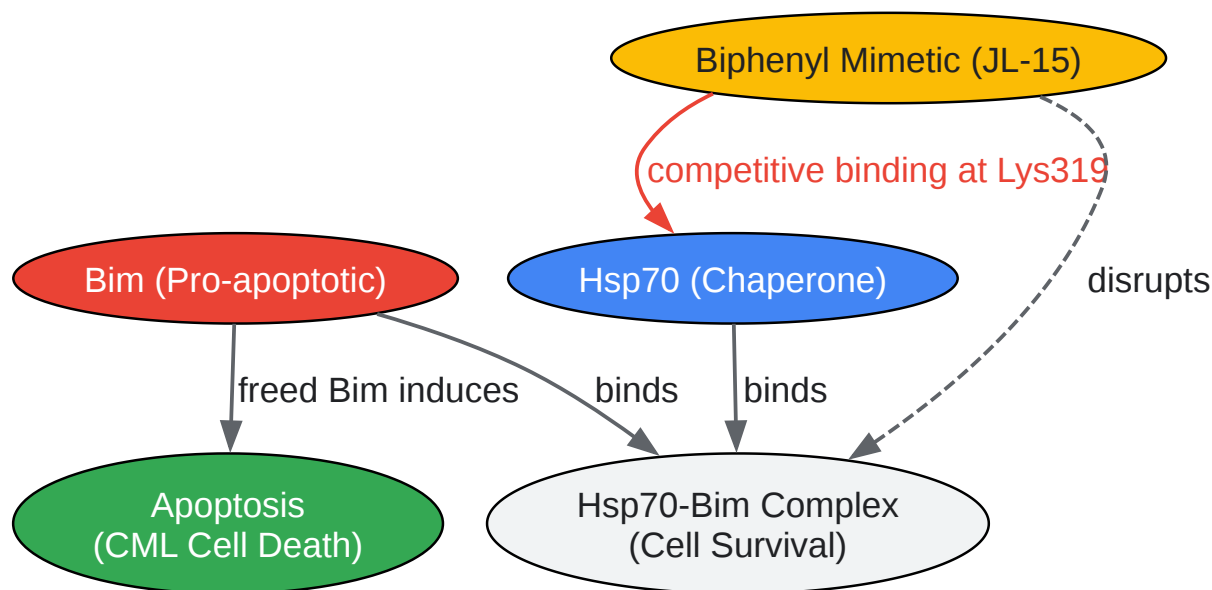 Biphenyl Mimetic (JL-15)
competitive binding at Lys319
Bim (Pro-apoptotic)
Hsp70 (Chaperone)
disrupts
freed Bim induces
binds
binds
Apoptosis
(CML Cell Death)
Hsp70-Bim Complex
(Cell Survival)